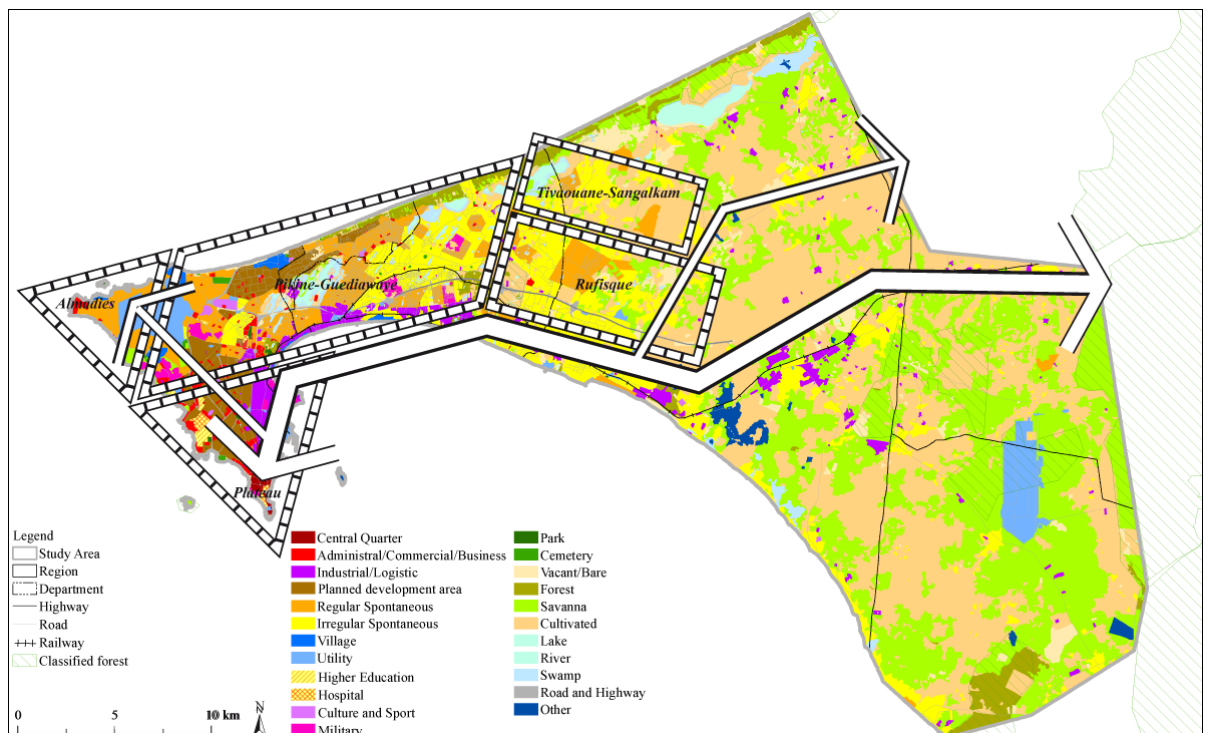 Tivaouane-Sangalkam
Almadies
Pikine-Guediawaye
Rufisque
Plateau
Legend
Study Area
Region
Department
Highway
Road
Railway
Classified forest
Central Quarter
Administral/Commercial/Business
Industrial/Logistic
Planned development area
Regular Spontaneous
Irregular Spontaneous
Village
Utility
Higher Education
Hospital
Culture and Sport
Military
Park
Cemetery
Vacant/Bare
Forest
Savanna
Cultivated
Lake
River
Swamp
Road and Highway
Other
0 5 10 km
N